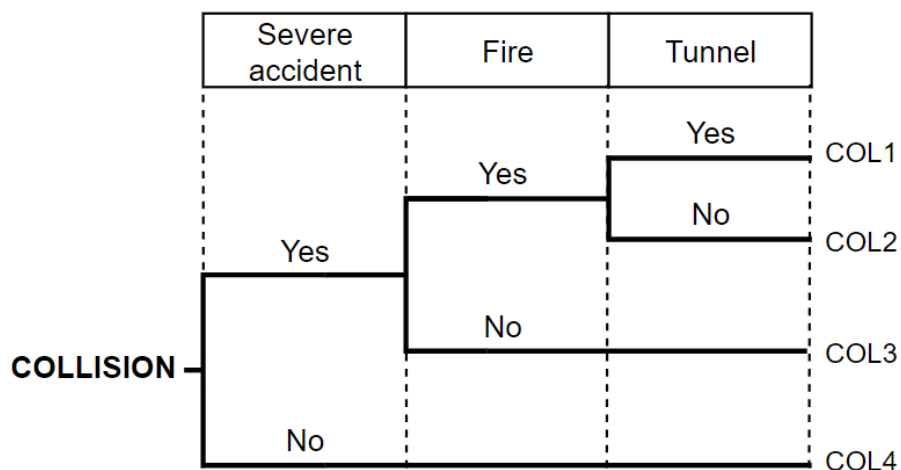 Severe
accident
Fire
Tunnel
Yes
COL1
Yes
No
COL2
Yes
No
COL3
COLLISION
No
COL4